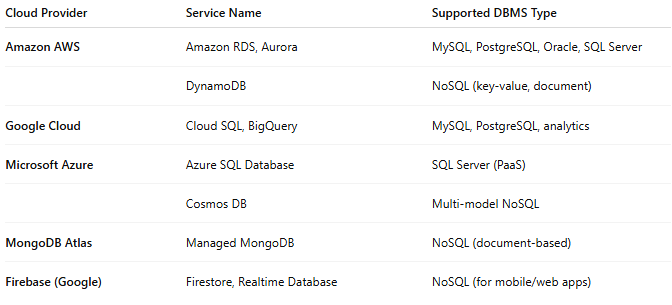 Cloud Provider Service Name Supported DBMS Type
Amazon AWS Amazon RDS, Aurora MySQL, PostgreSQL, Oracle, SQL Server
DynamoDB NoSQL (key-value, document)
Google Cloud Cloud SQL, BigQuery MySQL, PostgreSQL, analytics
Microsoft Azure Azure SQL Database SQL Server (PaaS)
Cosmos DB Multi-model NoSQL
MongoDB Atlas Managed MongoDB NoSQL (document-based)
Firebase (Google) Firestore, Realtime Database NoSQL (for mobile/web apps)